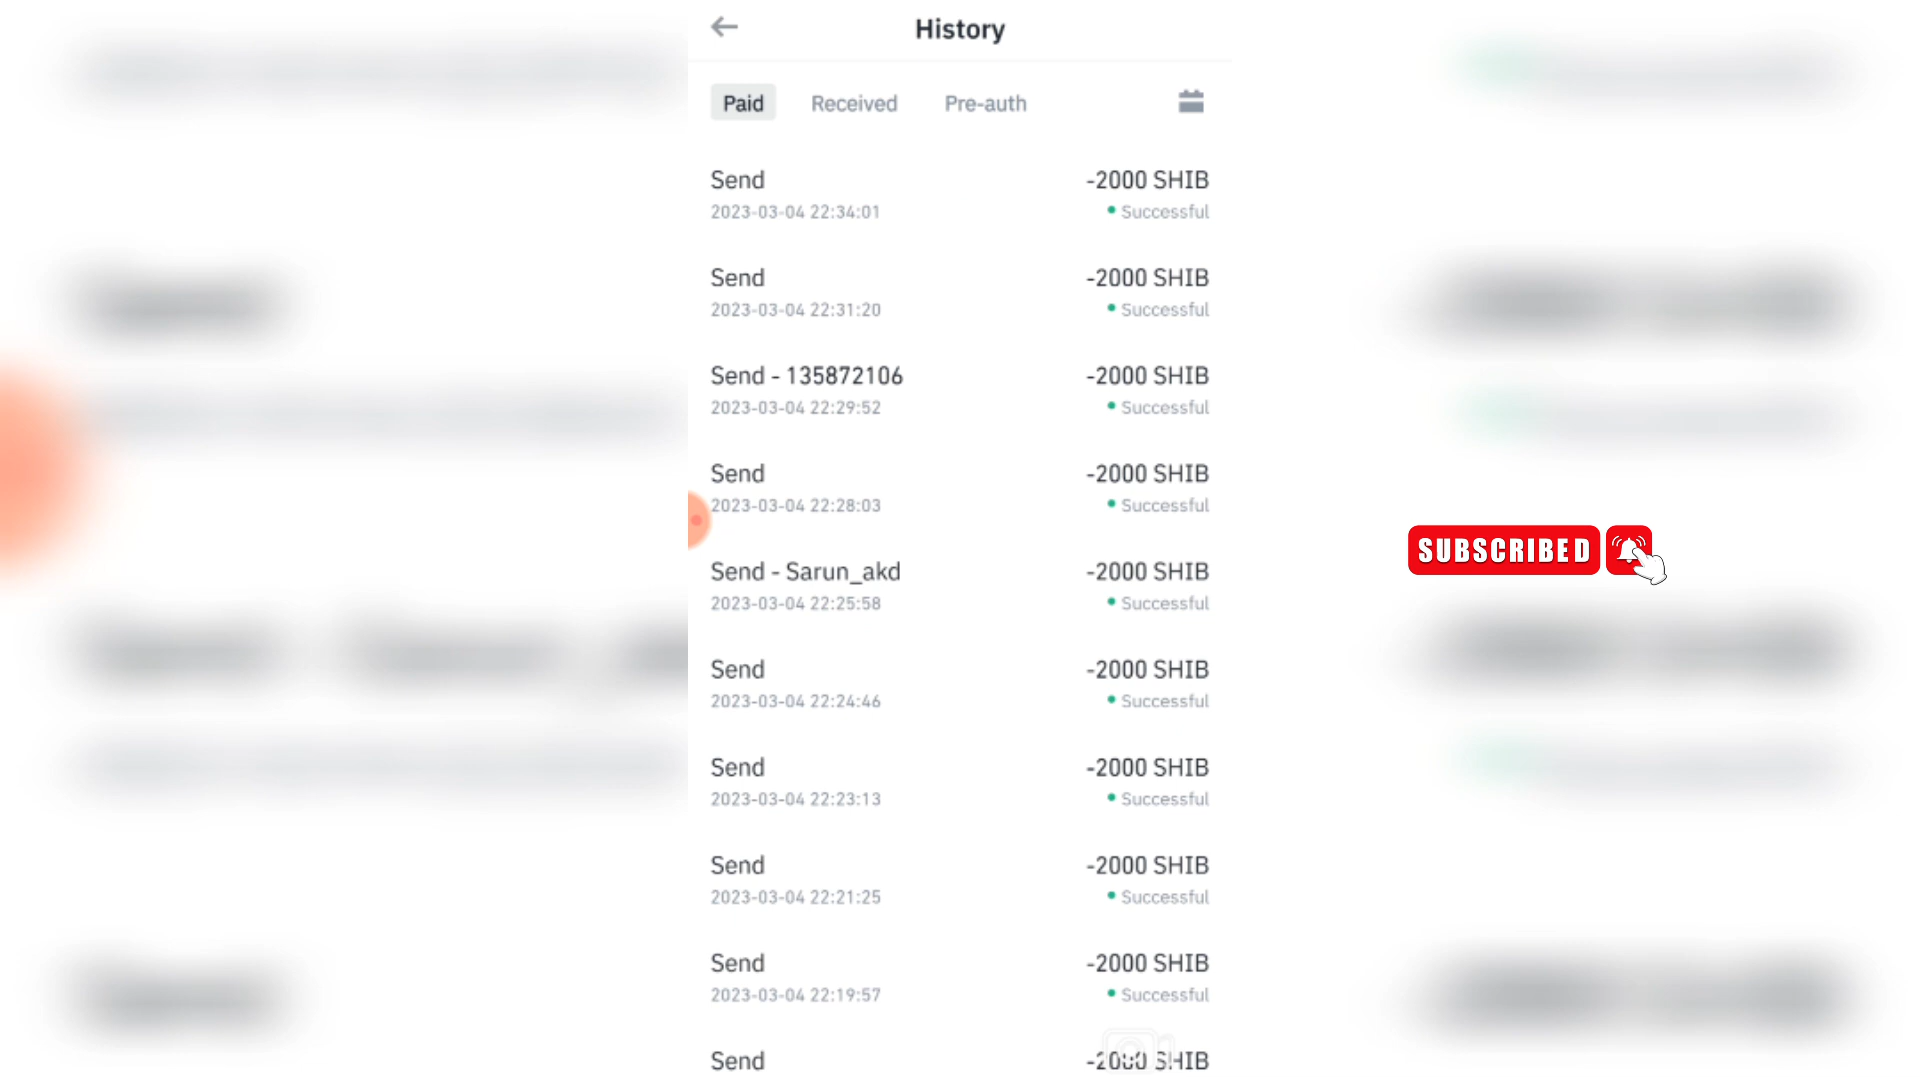 History
Paid Received Pre-auth
Send -2000 SHIB
2023-03-04 22:34:01 Successful
Send -2000 SHIB
2023-03-04 22:31:20 Successful
Send - 135872106 -2000 SHIB
2023-03-04 22:29:52 Successful
Send -2000 SHIB
2023-03-04 22:28:03 Successful
SUBSCRIBED
Send - Sarun_akd -2000 SHIB
2023-03-04 22:25:58 Successful
Send -2000 SHIB
2023-03-04 22:24:46 Successful
Send -2000 SHIB
2023-03-04 22:23:13 Successful
Send -2000 SHIB
2023-03-04 22:21:25 Successful
Send -2000 SHIB
2023-03-04 22:19:57 Successful
Send -2000 SHIB